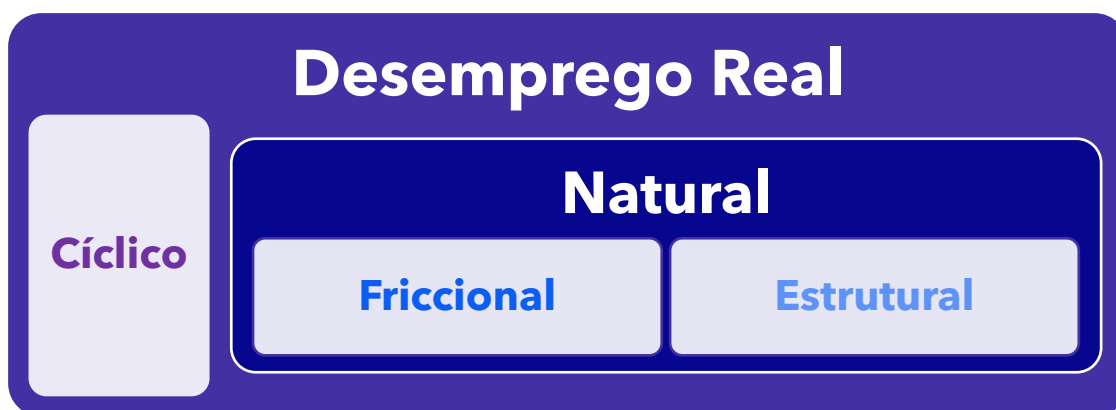 Desemprego Real
Natural
Cíclico
Friccional
Estrutural